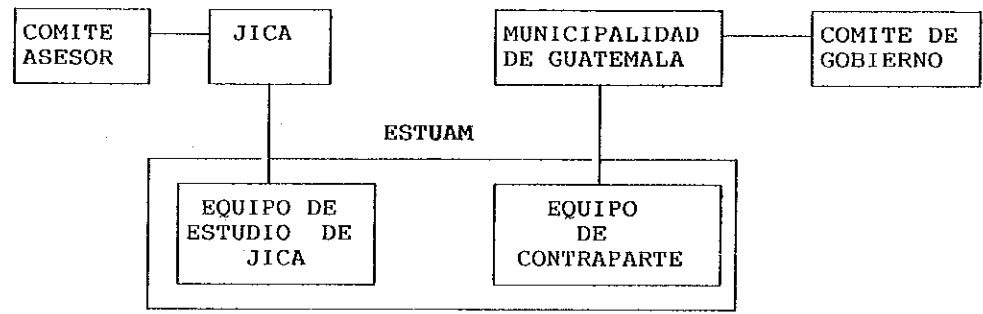 COMITE
ASESOR
JICA
MUNICIPALIDAD
DE GUATEMALA
COMITE DE
GOBIERNO
ESTUAM
EQUIPO DE
ESTUDIO DE
JICA
EQUIPO
DE
CONTRAPARTE